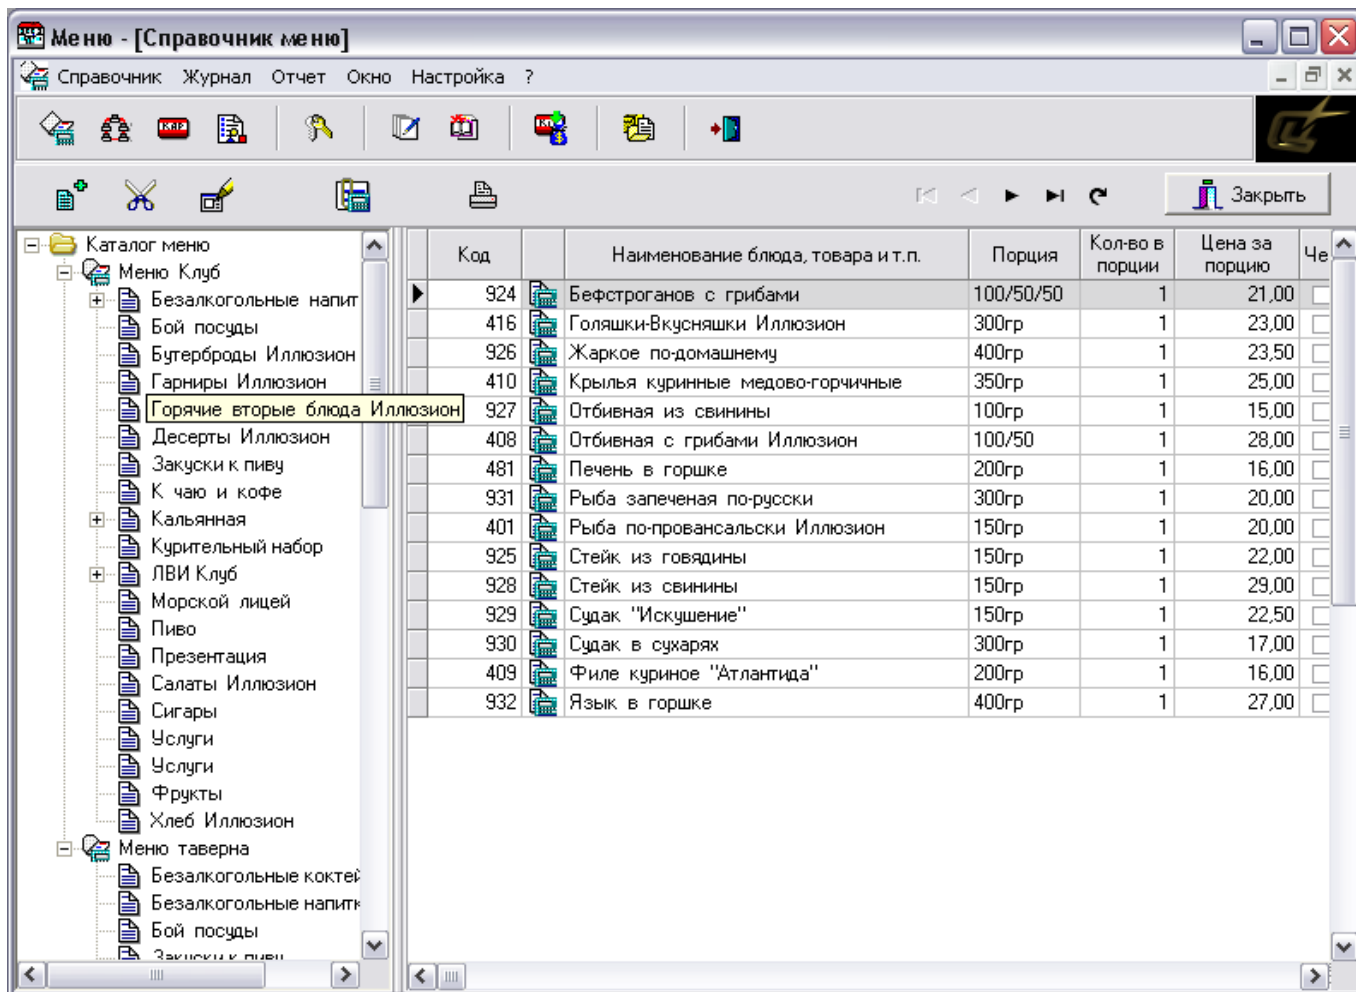 Меню - [Справочник меню]
Справочник Журнал Отчет Окно Настройка ?
КАР
Закрыть
Каталог меню
Меню Клуб
Безалкогольные напит
Бой посуды
Бутерброды Иллюзион
Гарниры Иллюзион
Горячие вторые блюда Иллюзион
Десерты Иллюзион
Закуски к пиву
К чаю и кофе
Кальянная
Курительный набор
ЛВИ Клуб
Морской лицей
Пиво
Презентация
Салаты Иллюзион
Сигары
Услуги
Услуги
Фрукты
Хлеб Иллюзион
Меню таверна
Безалкогольные коктей
Безалкогольные напитк
Бой посуды
Закуски к пиву
Код Наименование блюда, товара и т.п. Порция Кол-во в порции Цена за порцию Че
924 Бефстроганов с грибами 100/50/50 1 21,00
416 Голяшки-Вкусняшки Иллюзион 300гр 1 23,00
926 Жаркое по-домашнему 400гр 1 23,50
410 Крылья куринные медово-горчичные 350гр 1 25,00
927 Отбивная из свинины 100гр 1 15,00
408 Отбивная с грибами Иллюзион 100/50 1 28,00
481 Печень в горшке 200гр 1 16,00
931 Рыба запеченая по-русски 300гр 1 20,00
401 Рыба по-провансальски Иллюзион 150гр 1 20,00
925 Стейк из говядины 150гр 1 22,00
928 Стейк из свинины 150гр 1 29,00
929 Судак "Искушение" 150гр 1 22,50
930 Судак в сухарях 300гр 1 17,00
409 Филе куриное "Атлантида" 200гр 1 16,00
932 Язык в горшке 400гр 1 27,00